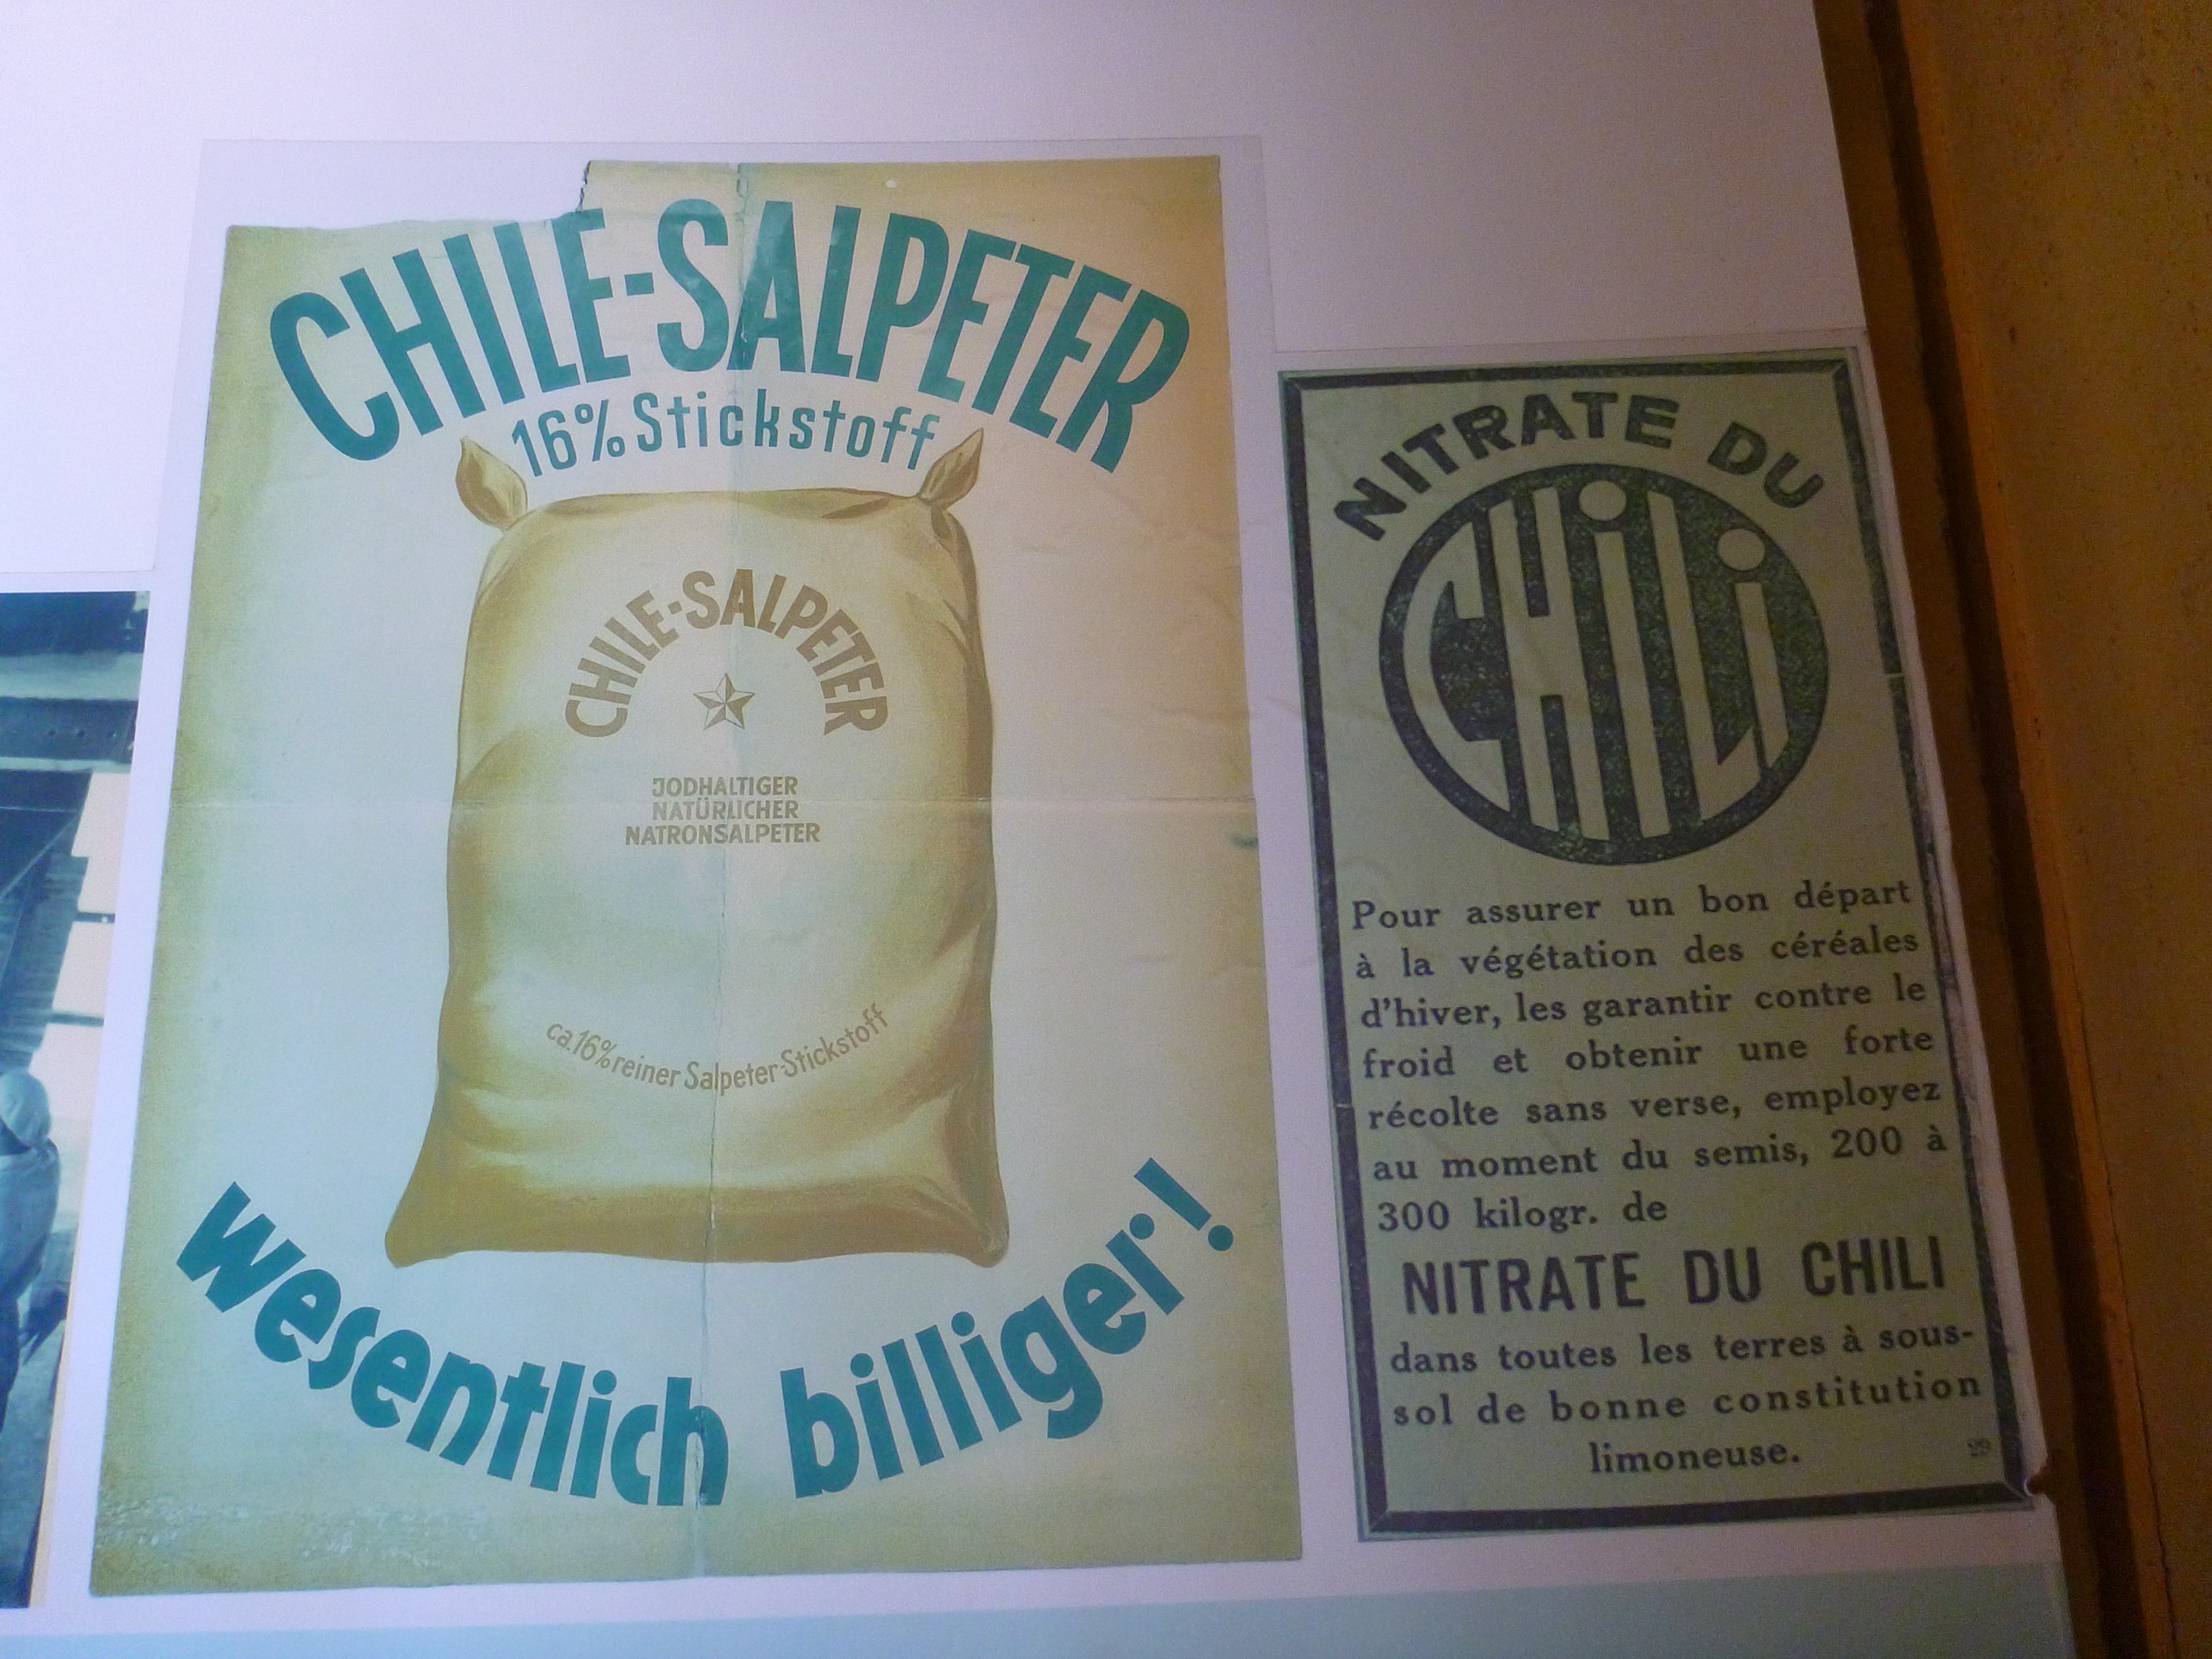 CHILE-SALPETER
16% Stickstoff
CHILE-SALPETER
JODHALTIGER
NATÜRLICHER
NATRONSALPETER
ca.16% reiner Salpeter-Stickstoff
wesentlich billiger!
NITRATE DU
CHiLi
Pour assurer un bon départ
à la végétation des céréales
d'hiver, les garantir contre le
froid et obtenir une forte
récolte sans verse, employez
au moment du semis, 200 à
300 kilogr. de
NITRATE DU CHILI
dans toutes les terres à sous-
sol de bonne constitution
limoneuse.
29